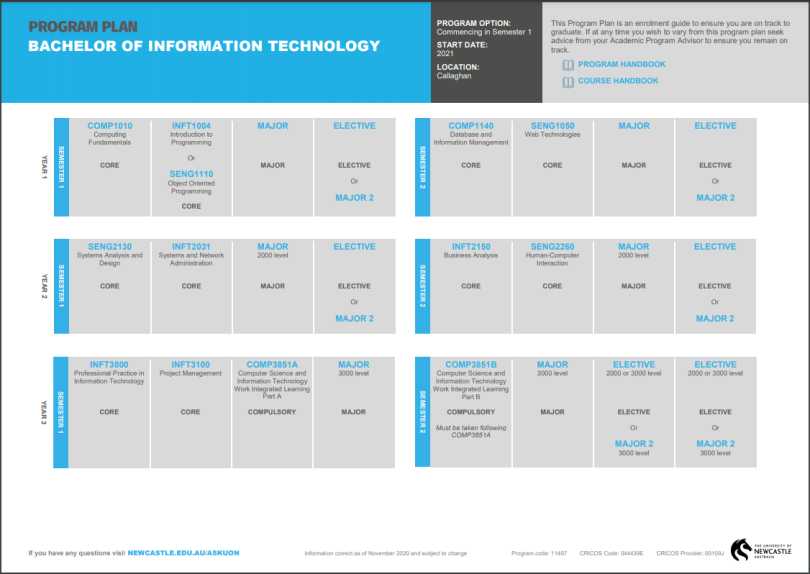 PROGRAM PLAN
BACHELOR OF INFORMATION TECHNOLOGY
PROGRAM OPTION:
Commencing in Semester 1
START DATE:
2021
LOCATION:
Callaghan
This Program Plan is an enrolment guide to ensure you are on track to
graduate. If at any time you wish to vary from this program plan seek
advice from your Academic Program Advisor to ensure you remain on
track.
PROGRAM HANDBOOK
COURSE HANDBOOK
YEAR 1
SEMESTER 1
COMP1010
Computing
Fundamentals
CORE
INFT1004
Introduction to
Programming
Or
SENG1110
Object Oriented
Programming
CORE
MAJOR
MAJOR
ELECTIVE
ELECTIVE
Or
MAJOR 2
SEMESTER 2
COMP1140
Database and
Information Management
CORE
SENG1050
Web Technologies
CORE
MAJOR
MAJOR
ELECTIVE
ELECTIVE
Or
MAJOR 2
YEAR 2
SEMESTER 1
SENG2130
Systems Analysis and
Design
CORE
INFT2031
Systems and Network
Administration
CORE
MAJOR
2000 level
MAJOR
ELECTIVE
ELECTIVE
Or
MAJOR 2
SEMESTER 2
INFT2150
Business Analysis
CORE
SENG2260
Human-Computer
Interaction
CORE
MAJOR
2000 level
MAJOR
ELECTIVE
ELECTIVE
Or
MAJOR 2
YEAR 3
SEMESTER 1
INFT3800
Professional Practice in
Information Technology
CORE
INFT3100
Project Management
CORE
COMP3851A
Computer Science and
Information Technology
Work Integrated Learning
Part A
COMPULSORY
MAJOR
3000 level
MAJOR
SEMESTER 2
COMP3851B
Computer Science and
Information Technology
Work Integrated Learning
Part B
COMPULSORY
Must be taken following
COMP3851A
MAJOR
3000 level
MAJOR
ELECTIVE
2000 or 3000 level
ELECTIVE
Or
MAJOR 2
3000 level
ELECTIVE
2000 or 3000 level
ELECTIVE
Or
MAJOR 2
3000 level
If you have any questions visit NEWCASTLE.EDU.AU/ASKUON
Information correct as of November 2020 and subject to change
Program code: 11497
CRICOS Code: 044439E
CRICOS Provider: 00109J
THE UNIVERSITY OF
NEWCASTLE
AUSTRALIA